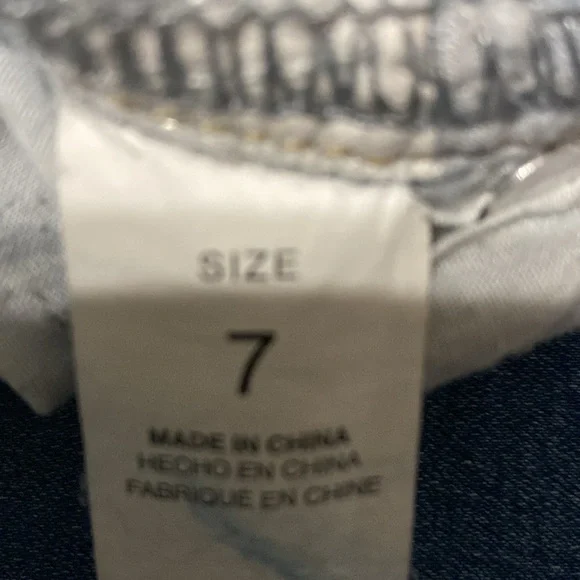 SIZE
7
MADE IN CHINA
HECHO EN CHINA
FABRIQUE EN CHINE